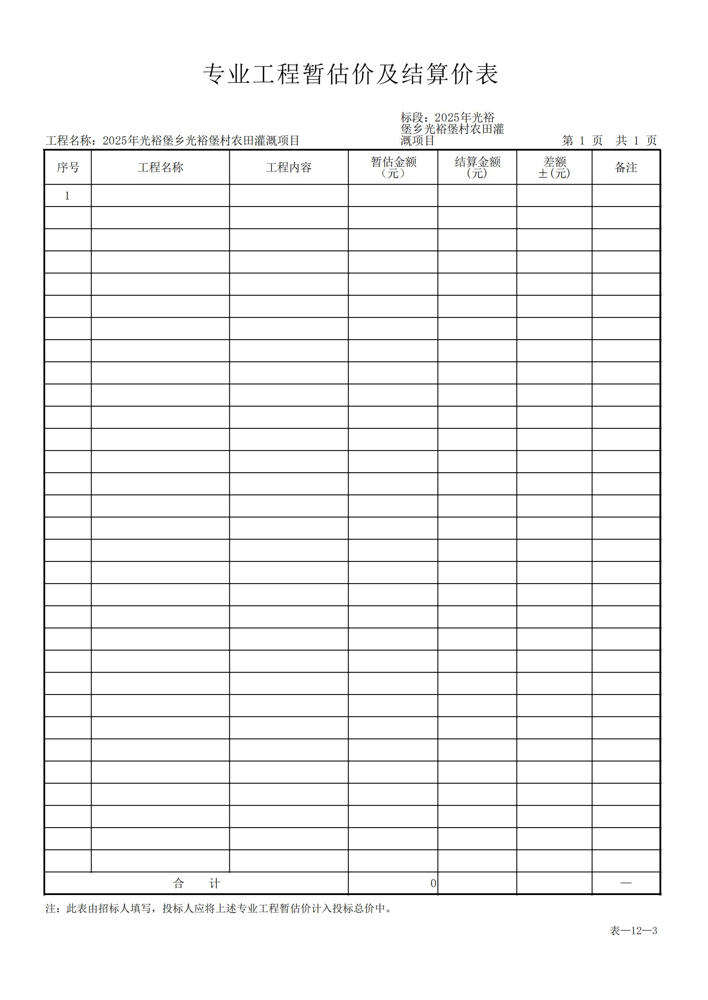 专业工程暂估价及结算价表
标段：2025年光裕
堡乡光裕堡村农田灌
工程名称：2025年光裕堡乡光裕堡村农田灌溉项目 溉项目 第 1 页 共 1 页
序号 工程名称 工程内容 暂估金额 结算金额 差额 备注
（元） (元) ±(元)
1
合 计 0 —
注：此表由招标人填写，投标人应将上述专业工程暂估价计入投标总价中。
表—12—3